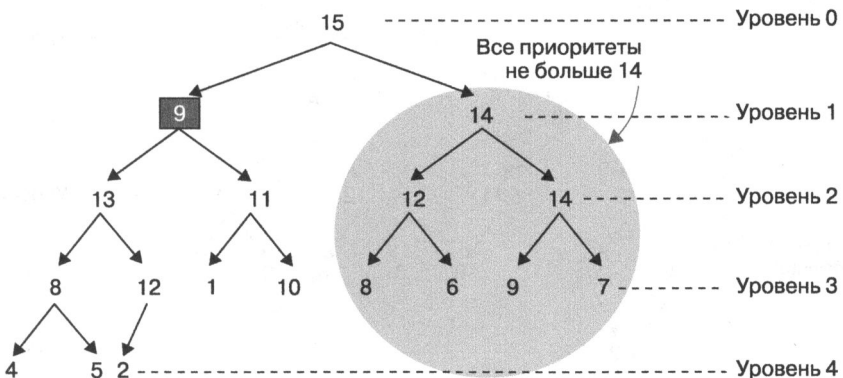 15 Уровень 0
Все приоритеты
не больше 14
9 14 Уровень 1
13 11 12 14 Уровень 2
8 12 1 10 8 6 9 7 Уровень 3
4 5 2 Уровень 4